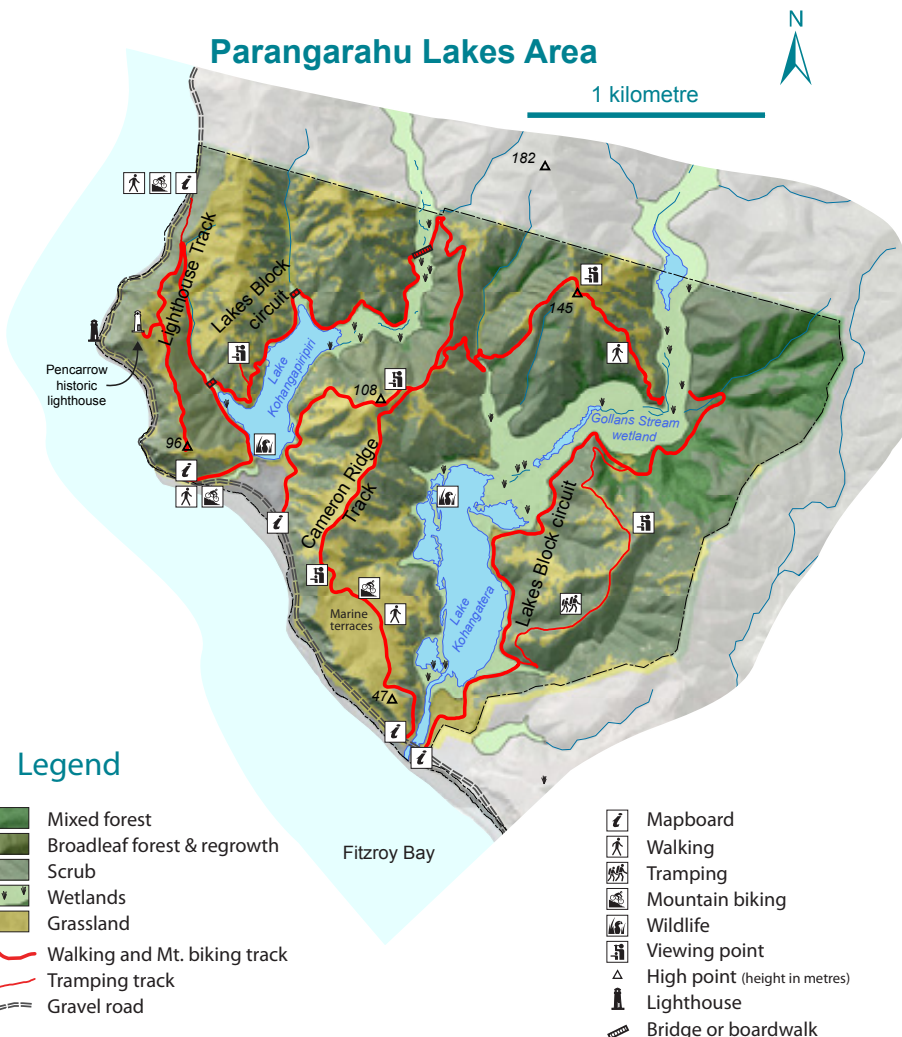 Parangarahu Lakes Area
N
1 kilometre
182
Lighthouse Track
Lakes Block
circuit
145
Pencarrow
historic
lighthouse
Lake
Kohangapiripiri
108
96
Gollans Stream
wetland
Cameron Ridge
Track
Lakes Block circuit
Lake
Kohangatera
Marine
terraces
47
Fitzroy Bay
Legend
Mixed forest
Broadleaf forest & regrowth
Scrub
Wetlands
Grassland
Walking and Mt. biking track
Tramping track
Gravel road
i Mapboard
Walking
Tramping
Mountain biking
Wildlife
Viewing point
High point (height in metres)
Lighthouse
Bridge or boardwalk